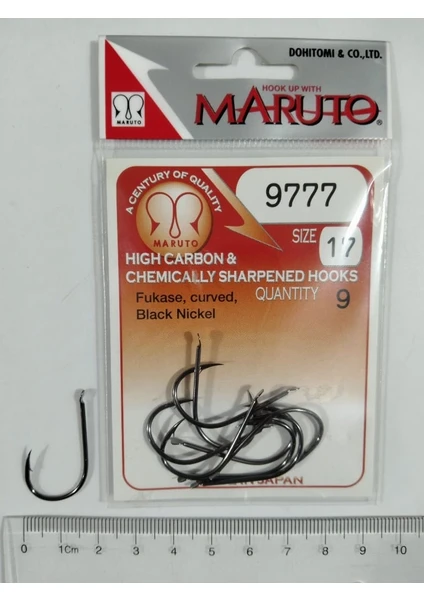 DOHITOMI & CO., LTD.
HOOK UP WITH
MARUTO®
MARUTO
A CENTURY OF QUALITY
MARUTO
9777
SIZE 17
HIGH CARBON &
CHEMICALLY SHARPENED HOOKS
Fukase, curved,
Black Nickel
QUANTITY 9
JAPAN
0 1Cm 2 3 4 5 6 7 8 9 10